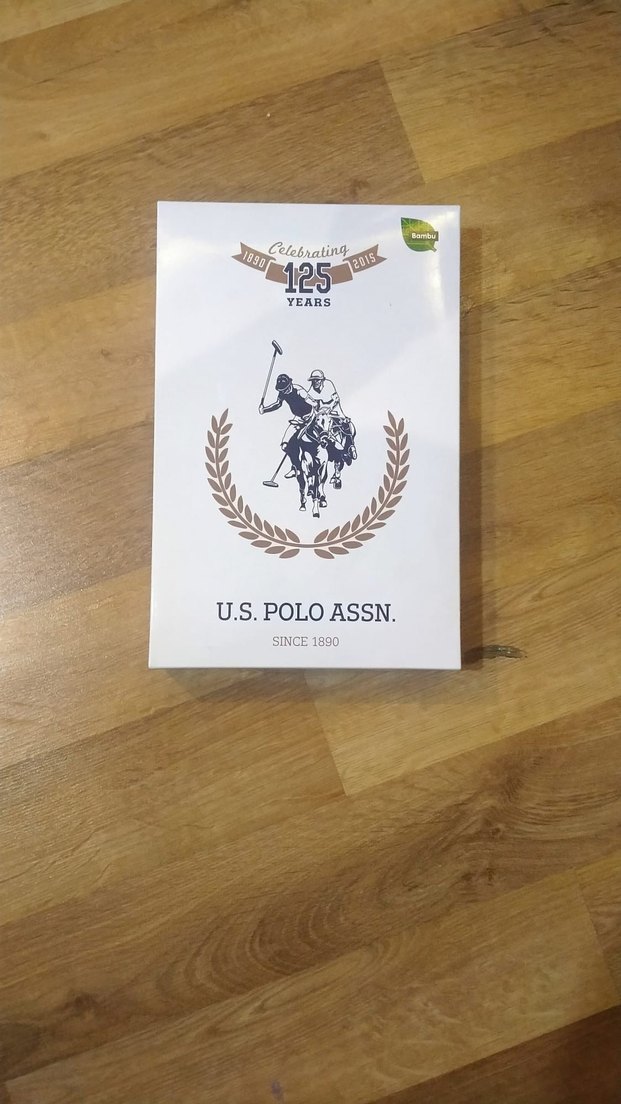 Bambu
Celebrating
1890 125 2015
YEARS
U.S. POLO ASSN.
SINCE 1890